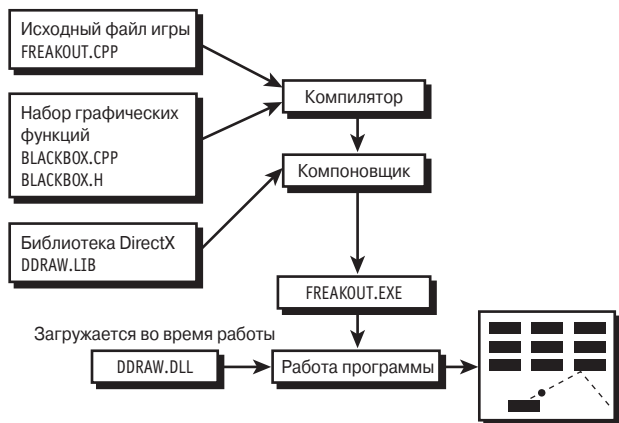 Исходный файл игры
FREAKOUT.CPP
Компилятор
Набор графических
функций
BLACKBOX.CPP
BLACKBOX.H
Компоновщик
Библиотека DirectX
DDRAW.LIB
FREAKOUT.EXE
Загружается во время работы
DDRAW.DLL
Работа программы